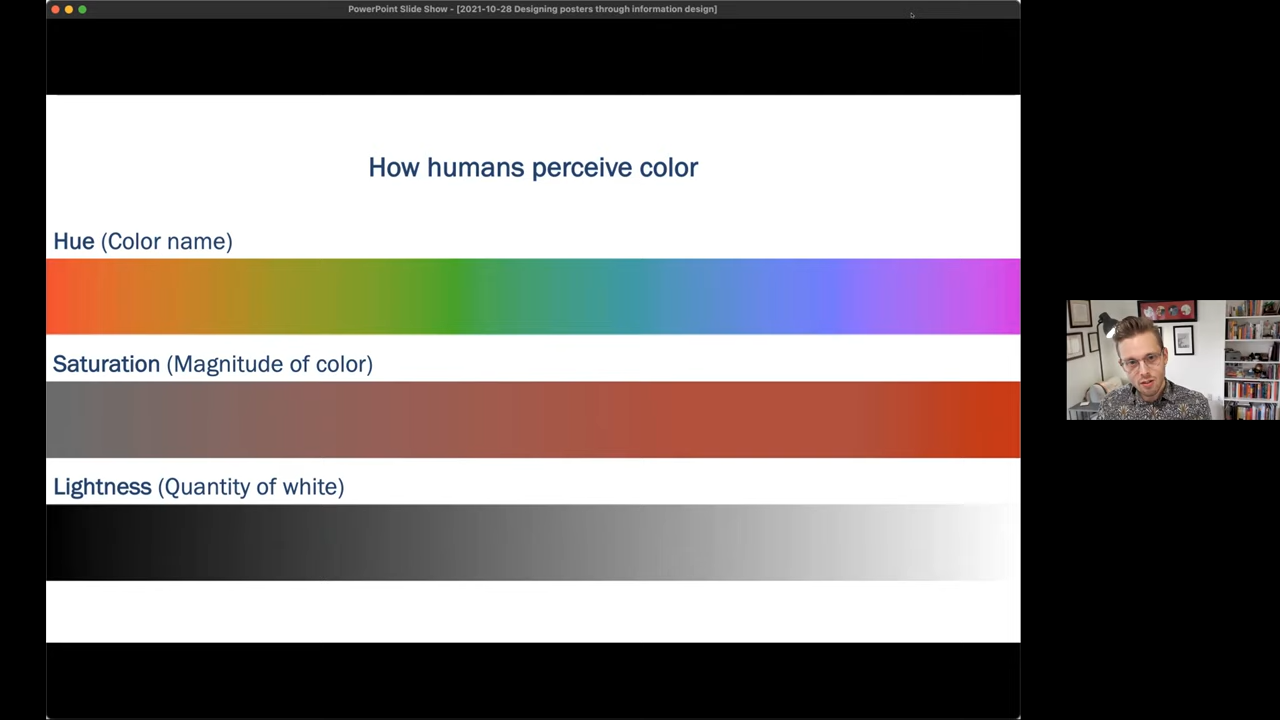 PowerPoint Slide Show - [2021-10-28 Designing posters through information design]
How humans perceive color
Hue (Color name)
Saturation (Magnitude of color)
Lightness (Quantity of white)